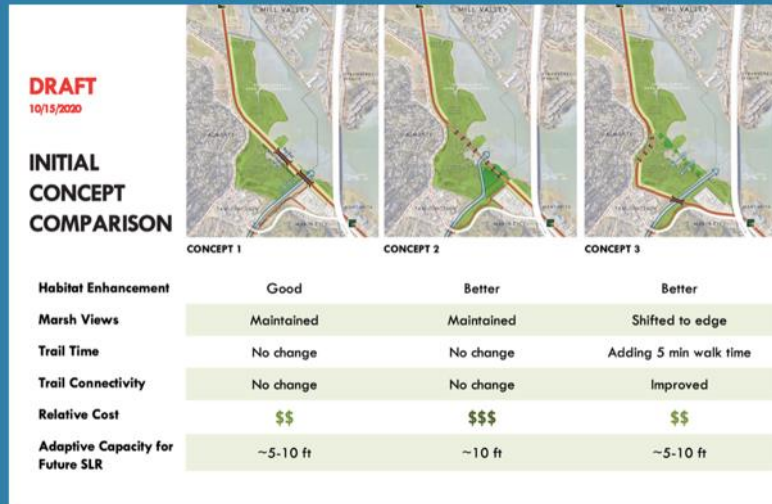 DRAFT
10/15/2020
INITIAL
CONCEPT
COMPARISON
MILL VALLEY
MILL VALLEY
MILL VALLEY
CONCEPT 1
CONCEPT 2
CONCEPT 3
Habitat Enhancement Good Better Better
Marsh Views Maintained Maintained Shifted to edge
Trail Time No change No change Adding 5 min walk time
Trail Connectivity No change No change Improved
Relative Cost $$ $$$ $$
Adaptive Capacity for
Future SLR ~5-10 ft ~10 ft ~5-10 ft